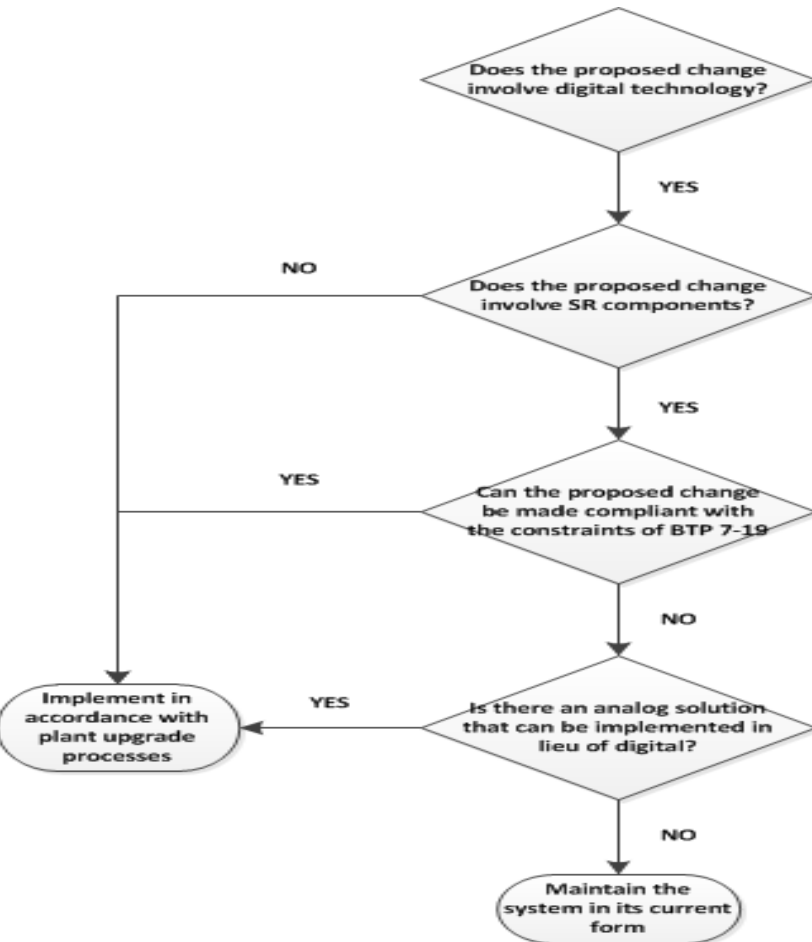 Does the proposed change
involve digital technology?
YES
NO
Does the proposed change
involve SR components?
YES
YES
Can the proposed change
be made compliant with
the constraints of BTP 7-19
NO
Implement in
accordance with
plant upgrade
processes
YES
Is there an analog solution
that can be implemented in
lieu of digital?
NO
Maintain the
system in its current
form